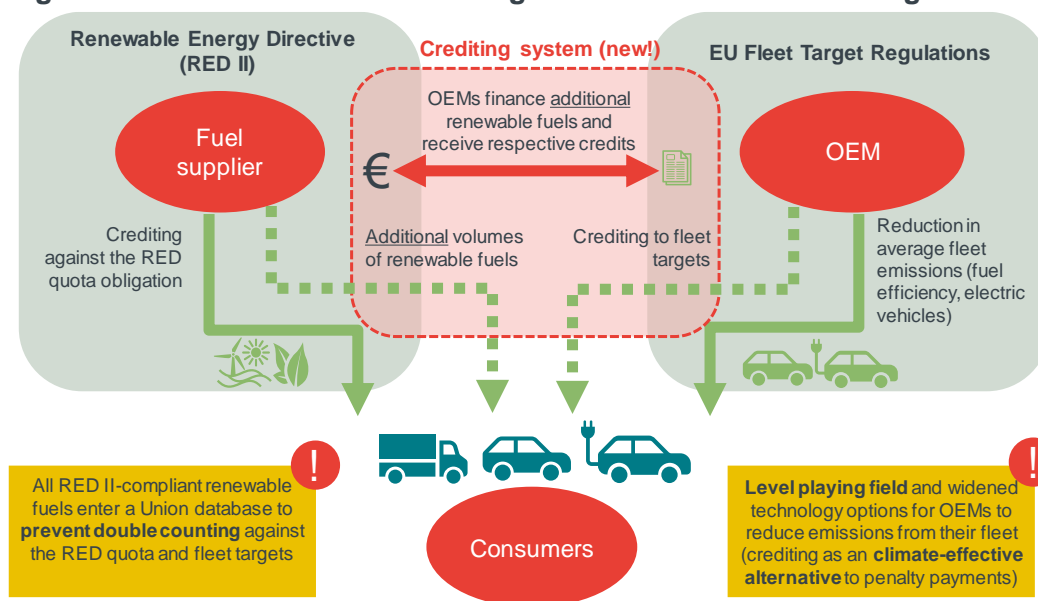 Renewable Energy Directive
(RED II)
Crediting system (new!)
EU Fleet Target Regulations
OEMs finance additional
renewable fuels and
receive respective credits
Fuel
supplier
OEM
€
Crediting
against the RED
quota obligation
Additional volumes
of renewable fuels
Crediting to fleet
targets
Reduction in
average fleet
emissions (fuel
efficiency, electric
vehicles)
!
All RED II-compliant renewable
fuels enter a Union database to
prevent double counting against
the RED quota and fleet targets
Consumers
!
Level playing field and widened
technology options for OEMs to
reduce emissions from their fleet
(crediting as an climate-effective
alternative to penalty payments)